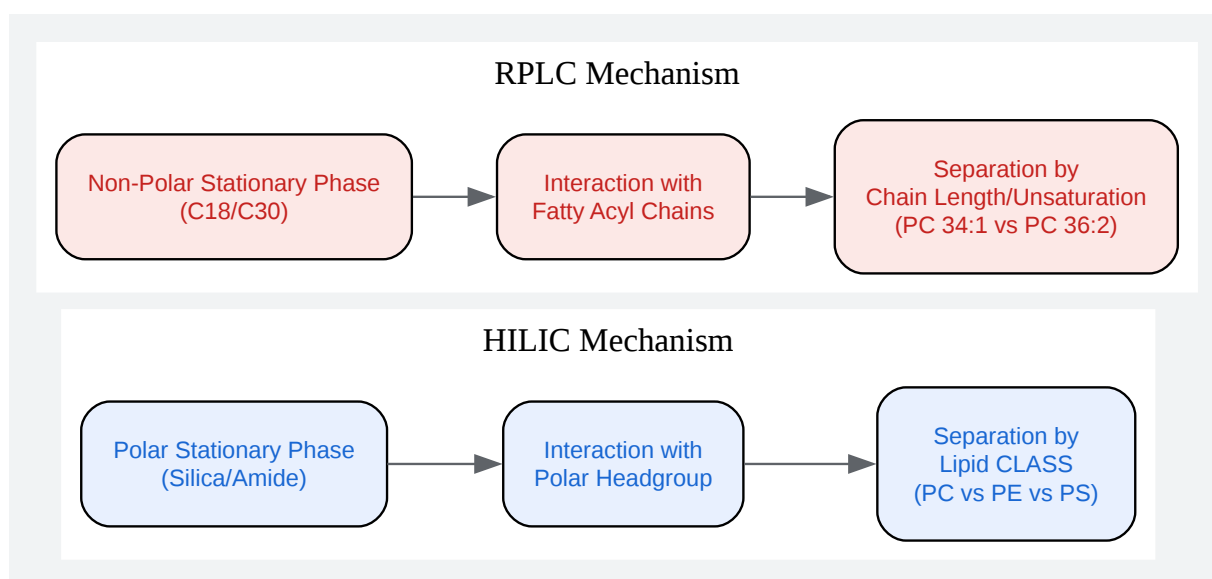 RPLC Mechanism
Non-Polar Stationary Phase
(C18/C30)
Interaction with
Fatty Acyl Chains
Separation by
Chain Length/Unsaturation
(PC 34:1 vs PC 36:2)
HILIC Mechanism
Polar Stationary Phase
(Silica/Amide)
Interaction with
Polar Headgroup
Separation by
Lipid CLASS
(PC vs PE vs PS)